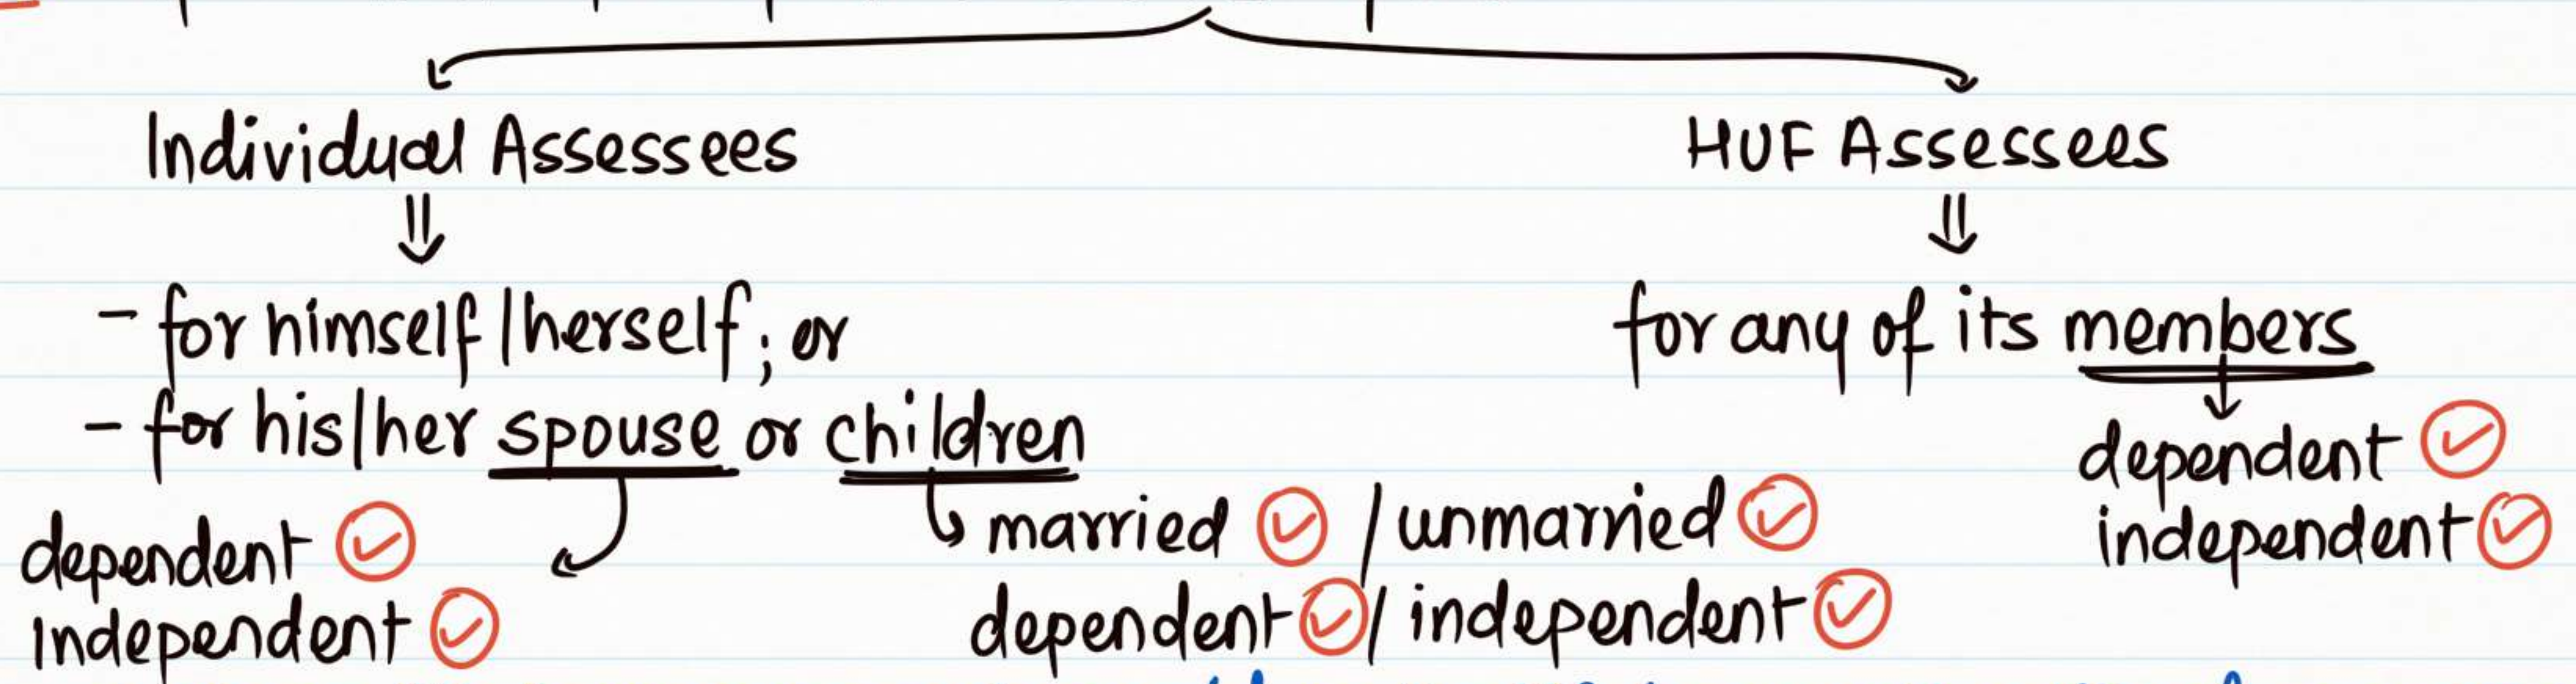 Individual Assessees
HUF Assessees
⇓
⇓
- for himself/herself; or
for any of its members
- for his/her spouse or children
dependent ✓
married ✓ / unmarried ✓
dependent ✓
independent ✓
Independent ✓
dependent ✓ / independent ✓